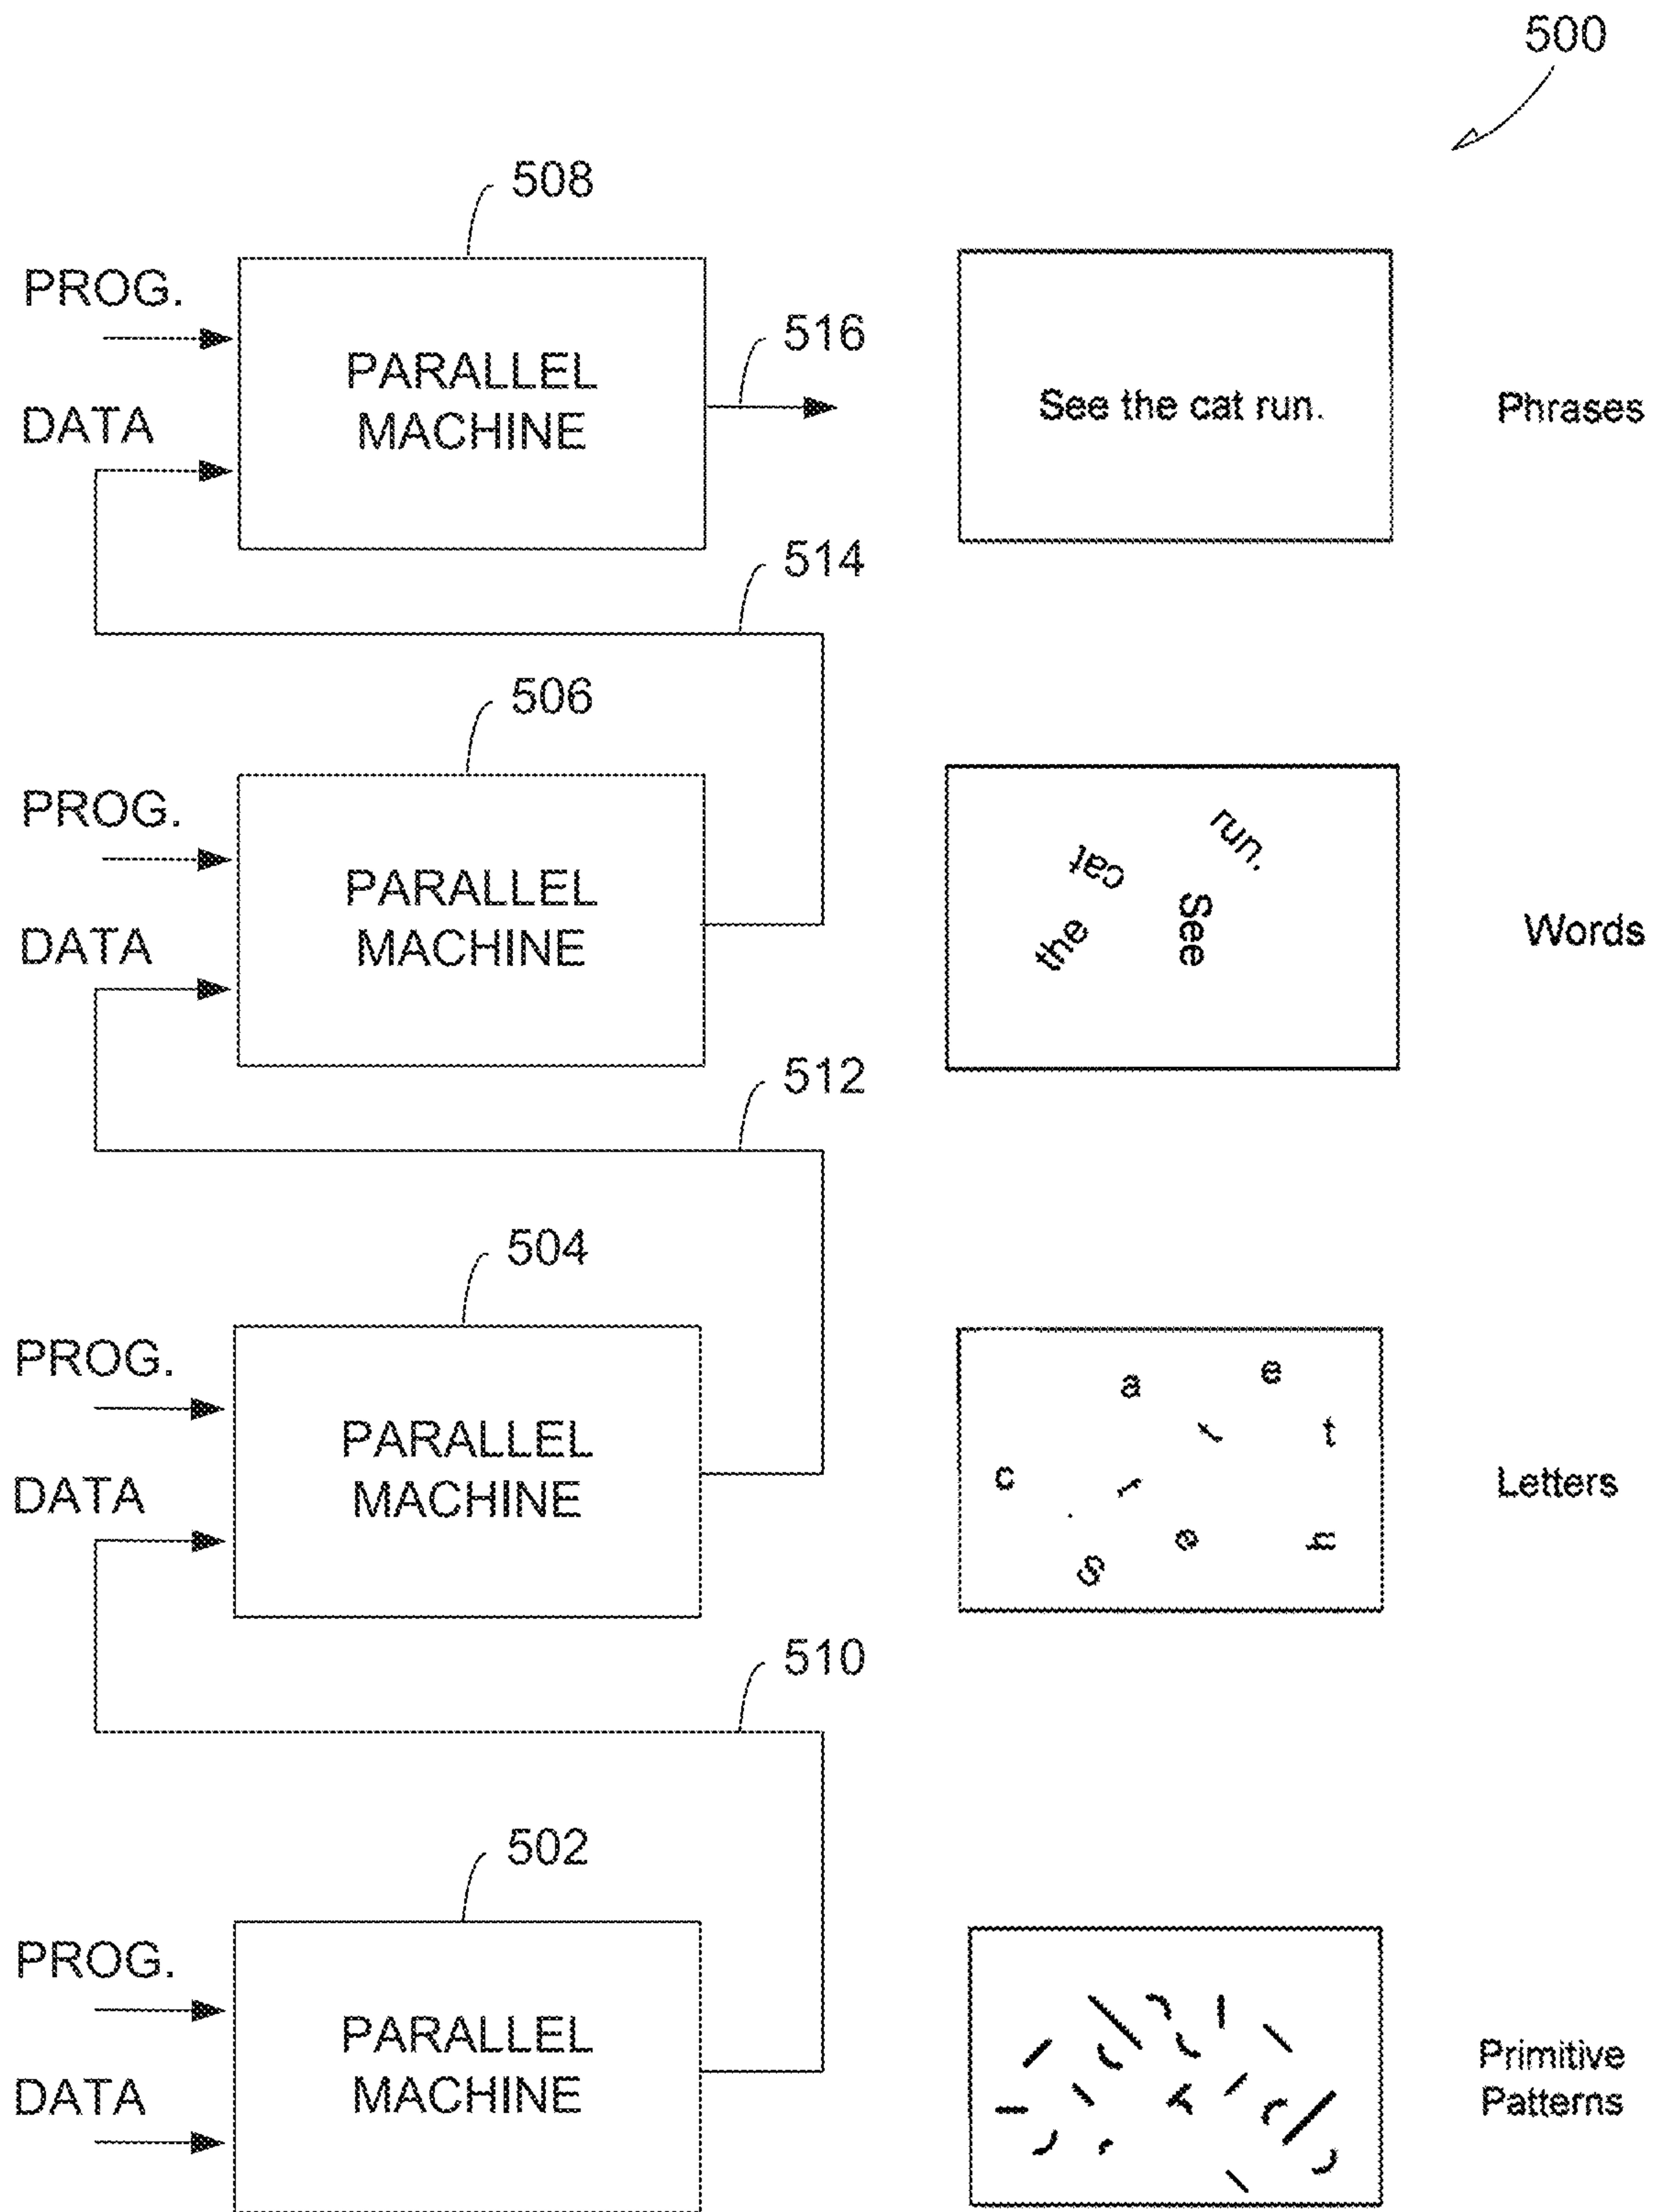 500
508
PROG.
DATA
PARALLEL
MACHINE
516
See the cat run.
Phrases
514
506
PROG.
DATA
PARALLEL
MACHINE
run.
cat
the
See
Words
512
504
PROG.
DATA
PARALLEL
MACHINE
a
e
t
c
e
S
Letters
510
502
PROG.
DATA
PARALLEL
MACHINE
Primitive
Patterns